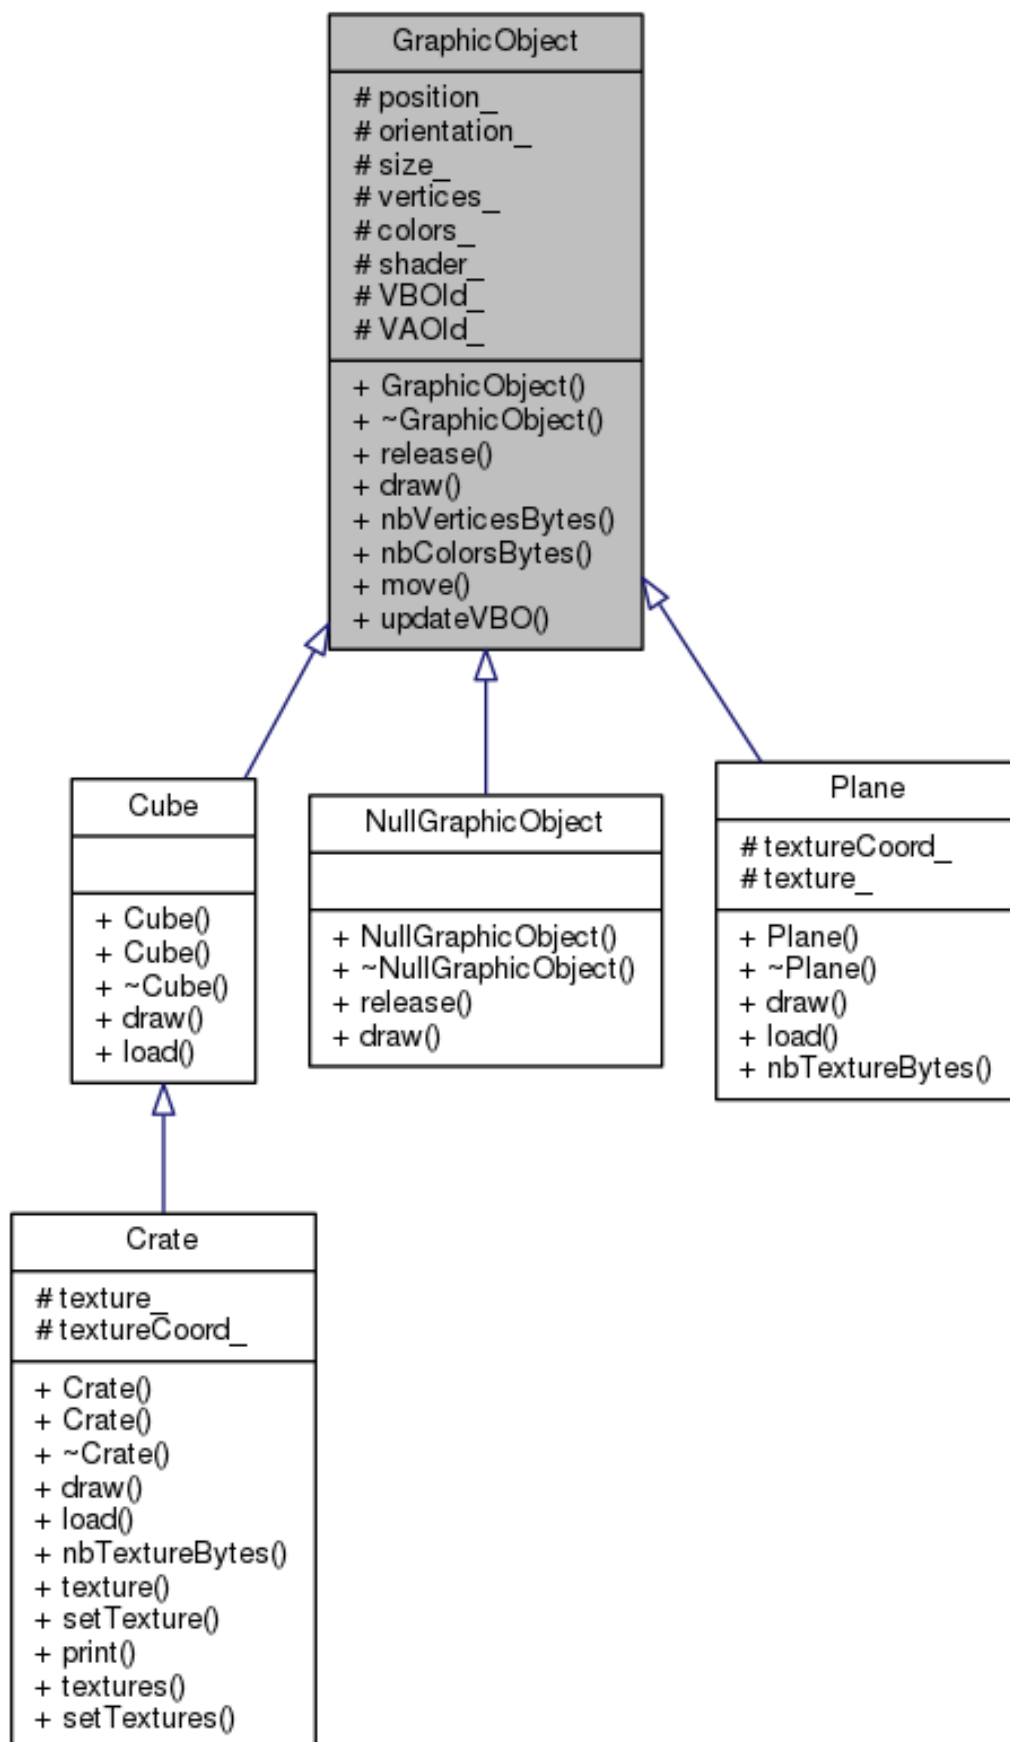 GraphicObject
# position_
# orientation_
# size_
# vertices_
# colors_
# shader_
# VBOId_
# VAOId_
+ GraphicObject()
+ ~GraphicObject()
+ release()
+ draw()
+ nbVerticesBytes()
+ nbColorsBytes()
+ move()
+ updateVBO()
Cube
+ Cube()
+ Cube()
+ ~Cube()
+ draw()
+ load()
NullGraphicObject
+ NullGraphicObject()
+ ~NullGraphicObject()
+ release()
+ draw()
Plane
# textureCoord_
# texture_
+ Plane()
+ ~Plane()
+ draw()
+ load()
+ nbTextureBytes()
Crate
# texture_
# textureCoord_
+ Crate()
+ Crate()
+ ~Crate()
+ draw()
+ load()
+ nbTextureBytes()
+ texture()
+ setTexture()
+ print()
+ textures()
+ setTextures()